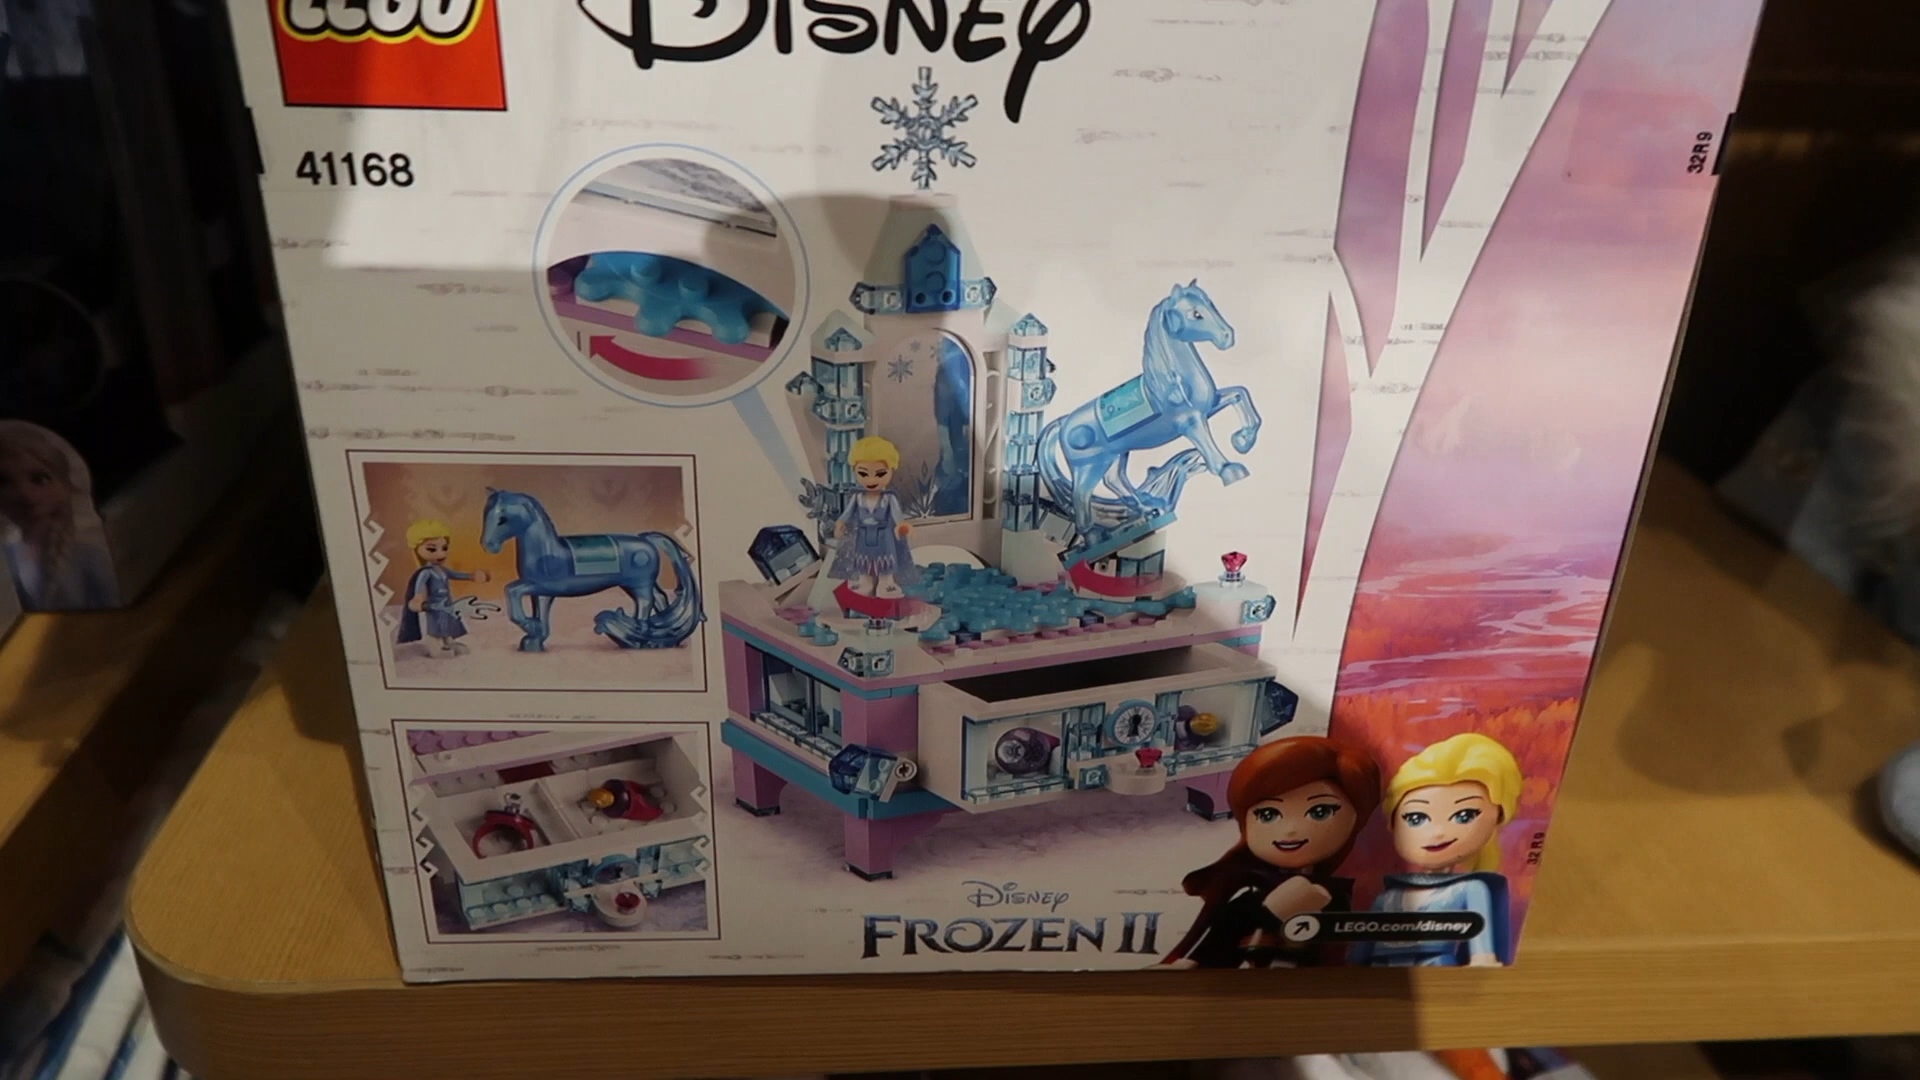 LEGO
Disney
41168
32R9
Disney
FROZEN II
LEGO.com/disney
32R9